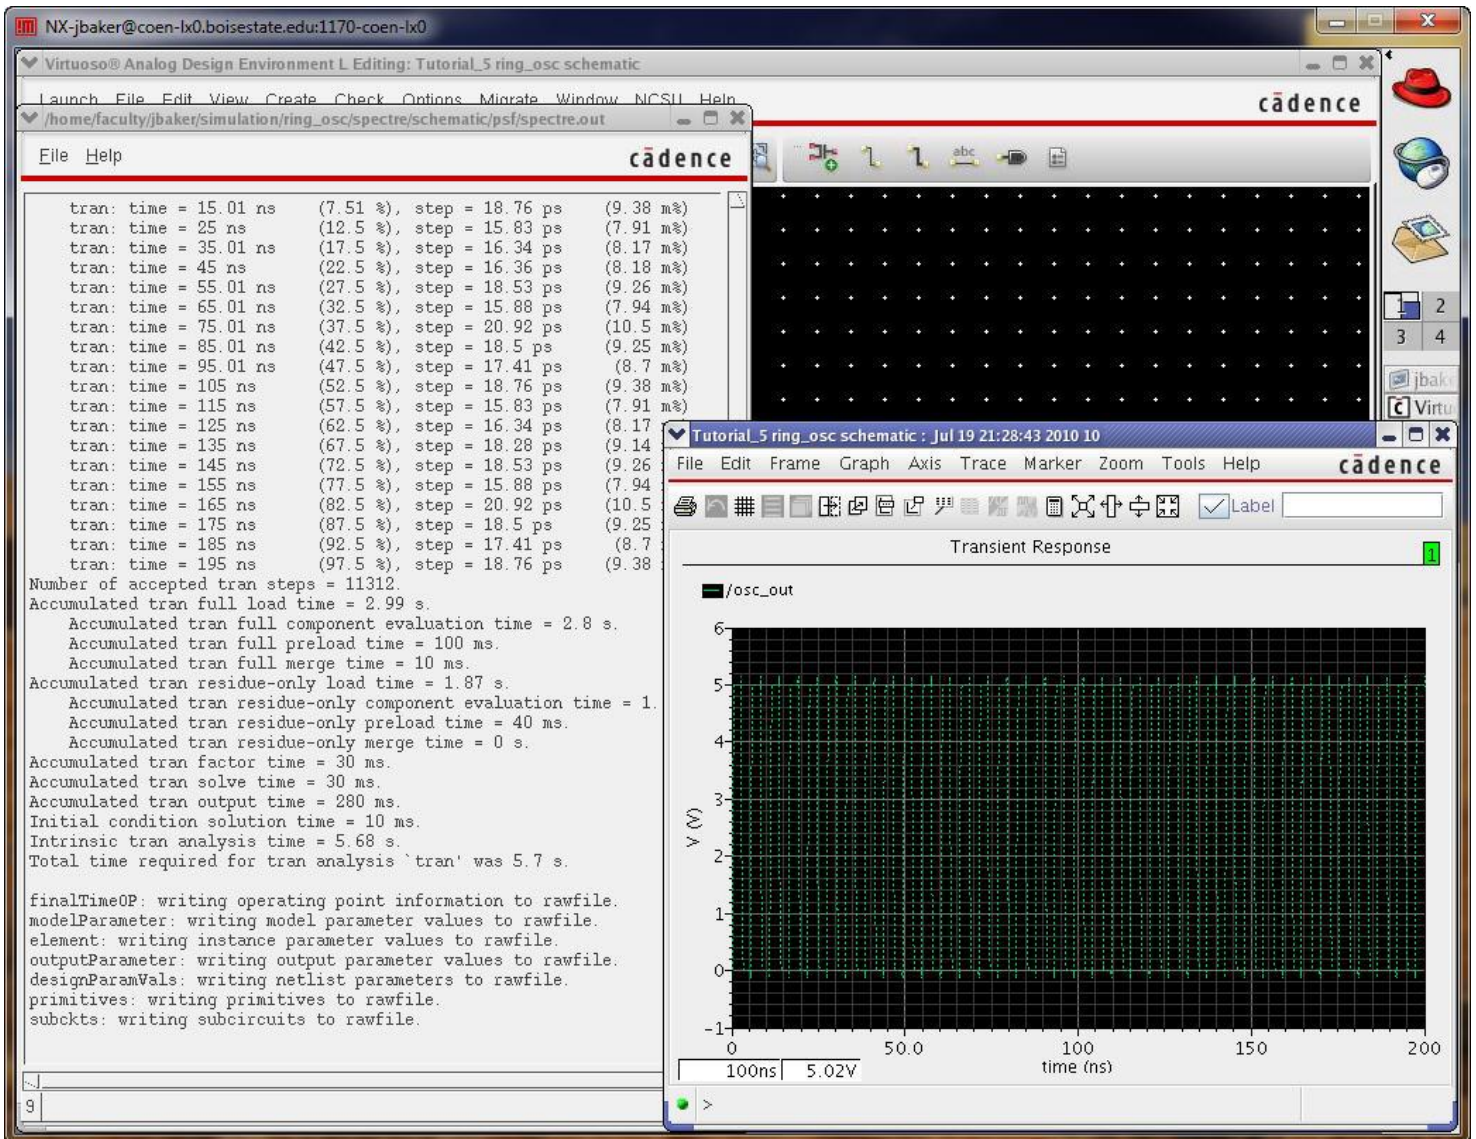 NX-jbaker@coen-lx0.boisestate.edu:1170-coen-lx0
Virtuoso® Analog Design Environment L Editing: Tutorial_5 ring_osc schematic
Launch File Edit View Create Check Options Migrate Window NCSU Help
cādence
/home/faculty/jbaker/simulation/ring_osc/spectre/schematic/psf/spectre.out
File Help
cādence
abc
tran: time = 15.01 ns (7.51 %), step = 18.76 ps (9.38 m%)
tran: time = 25 ns (12.5 %), step = 15.83 ps (7.91 m%)
tran: time = 35.01 ns (17.5 %), step = 16.34 ps (8.17 m%)
tran: time = 45 ns (22.5 %), step = 16.36 ps (8.18 m%)
tran: time = 55.01 ns (27.5 %), step = 18.53 ps (9.26 m%)
tran: time = 65.01 ns (32.5 %), step = 15.88 ps (7.94 m%)
tran: time = 75.01 ns (37.5 %), step = 20.92 ps (10.5 m%)
tran: time = 85.01 ns (42.5 %), step = 18.5 ps (9.25 m%)
tran: time = 95.01 ns (47.5 %), step = 17.41 ps (8.7 m%)
tran: time = 105 ns (52.5 %), step = 18.76 ps (9.38 m%)
tran: time = 115 ns (57.5 %), step = 15.83 ps (7.91 m%)
tran: time = 125 ns (62.5 %), step = 16.34 ps (8.17
tran: time = 135 ns (67.5 %), step = 18.28 ps (9.14
tran: time = 145 ns (72.5 %), step = 18.53 ps (9.26
tran: time = 155 ns (77.5 %), step = 15.88 ps (7.94
tran: time = 165 ns (82.5 %), step = 20.92 ps (10.5
tran: time = 175 ns (87.5 %), step = 18.5 ps (9.25
tran: time = 185 ns (92.5 %), step = 17.41 ps (8.7
tran: time = 195 ns (97.5 %), step = 18.76 ps (9.38
Number of accepted tran steps = 11312.
Accumulated tran full load time = 2.99 s.
Accumulated tran full component evaluation time = 2.8 s.
Accumulated tran full preload time = 100 ms.
Accumulated tran full merge time = 10 ms.
Accumulated tran residue-only load time = 1.87 s.
Accumulated tran residue-only component evaluation time = 1.
Accumulated tran residue-only preload time = 40 ms.
Accumulated tran residue-only merge time = 0 s.
Accumulated tran factor time = 30 ms.
Accumulated tran solve time = 30 ms.
Accumulated tran output time = 280 ms.
Initial condition solution time = 10 ms.
Intrinsic tran analysis time = 5.68 s.
Total time required for tran analysis `tran' was 5.7 s.
finalTimeOP: writing operating point information to rawfile.
modelParameter: writing model parameter values to rawfile.
element: writing instance parameter values to rawfile.
outputParameter: writing output parameter values to rawfile.
designParamVals: writing netlist parameters to rawfile.
primitives: writing primitives to rawfile.
subckts: writing subcircuits to rawfile.
9
1 2
3 4
jbake
Virtu
Tutorial_5 ring_osc schematic : Jul 19 21:28:43 2010 10
File Edit Frame Graph Axis Trace Marker Zoom Tools Help
cādence
Label
Transient Response
1
/osc_out
6
5
4
3
2
1
0
-1
V (V)
0 50.0 100 150 200
time (ns)
100ns 5.02V
>